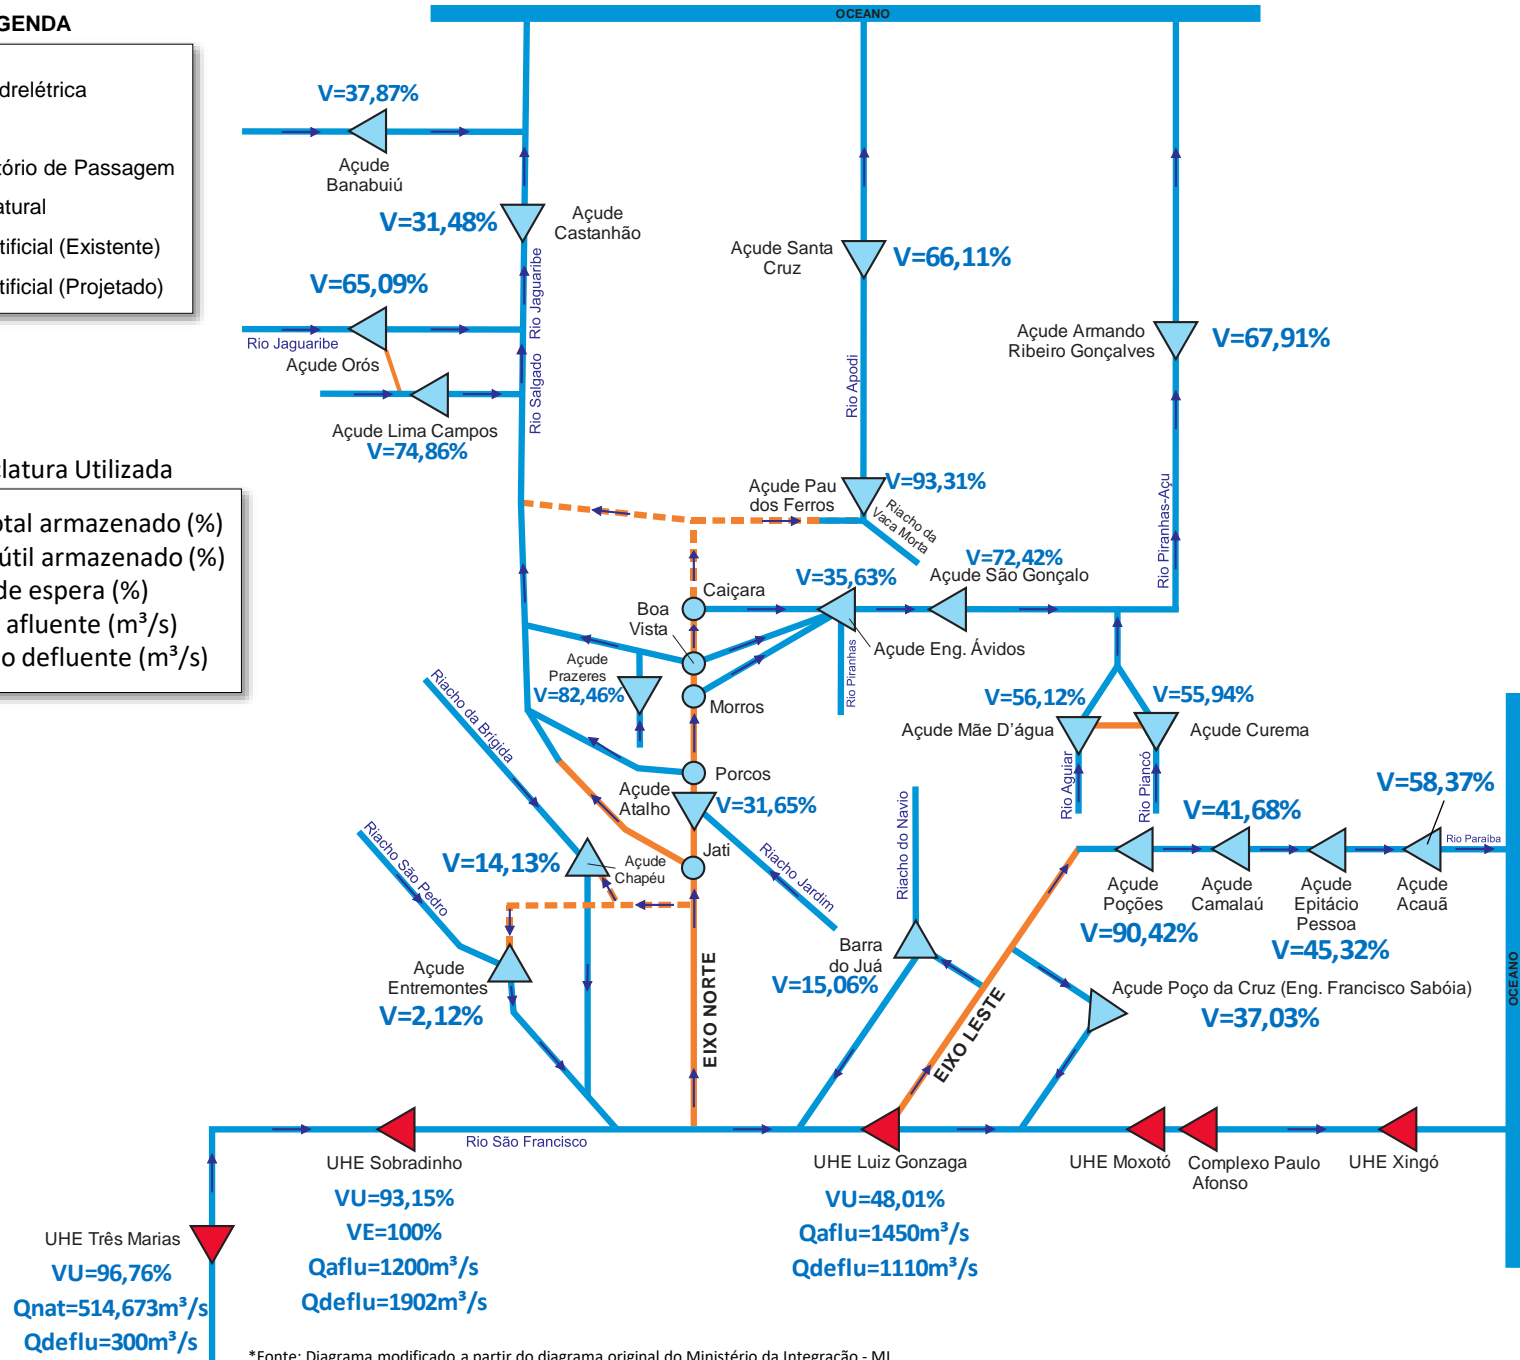 OCEANO
GENDA
drelétrica
tório de Passagem
atural
tificial (Existente)
tificial (Projetado)
V=37,87%
Açude
Banabuiú
V=31,48%
Açude
Castanhão
Rio Jaguaribe
V=65,09%
Rio Jaguaribe
Açude Orós
Rio Salgado
Açude Lima Campos
V=74,86%
Açude Santa
Cruz
V=66,11%
Rio Apodi
Açude Armando
Ribeiro Gonçalves
V=67,91%
Rio Piranhas-Açu
clatura Utilizada
otal armazenado (%)
útil armazenado (%)
de espera (%)
afluente (m³/s)
o defluente (m³/s)
Açude Pau
dos Ferros
V=93,31%
Riacho da
Vaca Morta
V=72,42%
Açude São Gonçalo
V=35,63%
Caiçara
Boa
Vista
Açude Eng. Ávidos
Rio Piranhas
Açude
Prazeres
V=82,46%
Morros
Riacho da Brígida
Porcos
Açude
Atalho
V=31,65%
Jati
Riacho Jardim
V=56,12%
Açude Mãe D'água
V=55,94%
Açude Curema
Rio Aguiar
Rio Piancó
V=58,37%
V=41,68%
Rio Paraíba
Açude
Poções
V=90,42%
Açude
Camalaú
Açude
Epitácio
Pessoa
V=45,32%
Açude
Acauã
Riacho São Pedro
V=14,13%
Açude
Chapéu
Açude
Entremontes
V=2,12%
EIXO NORTE
Riacho do Navio
Barra
do Juá
V=15,06%
EIXO LESTE
Açude Poço da Cruz (Eng. Francisco Sabóia)
V=37,03%
OCEANO
Rio São Francisco
UHE Sobradinho
VU=93,15%
VE=100%
Qaflu=1200m³/s
Qdeflu=1902m³/s
UHE Luiz Gonzaga
VU=48,01%
Qaflu=1450m³/s
Qdeflu=1110m³/s
UHE Moxotó
Complexo Paulo
Afonso
UHE Xingó
UHE Três Marias
VU=96,76%
Qnat=514,673m³/s
Qdeflu=300m³/s
*Fonte: Diagrama modificado a partir do diagrama original do Ministério da Integração - MI